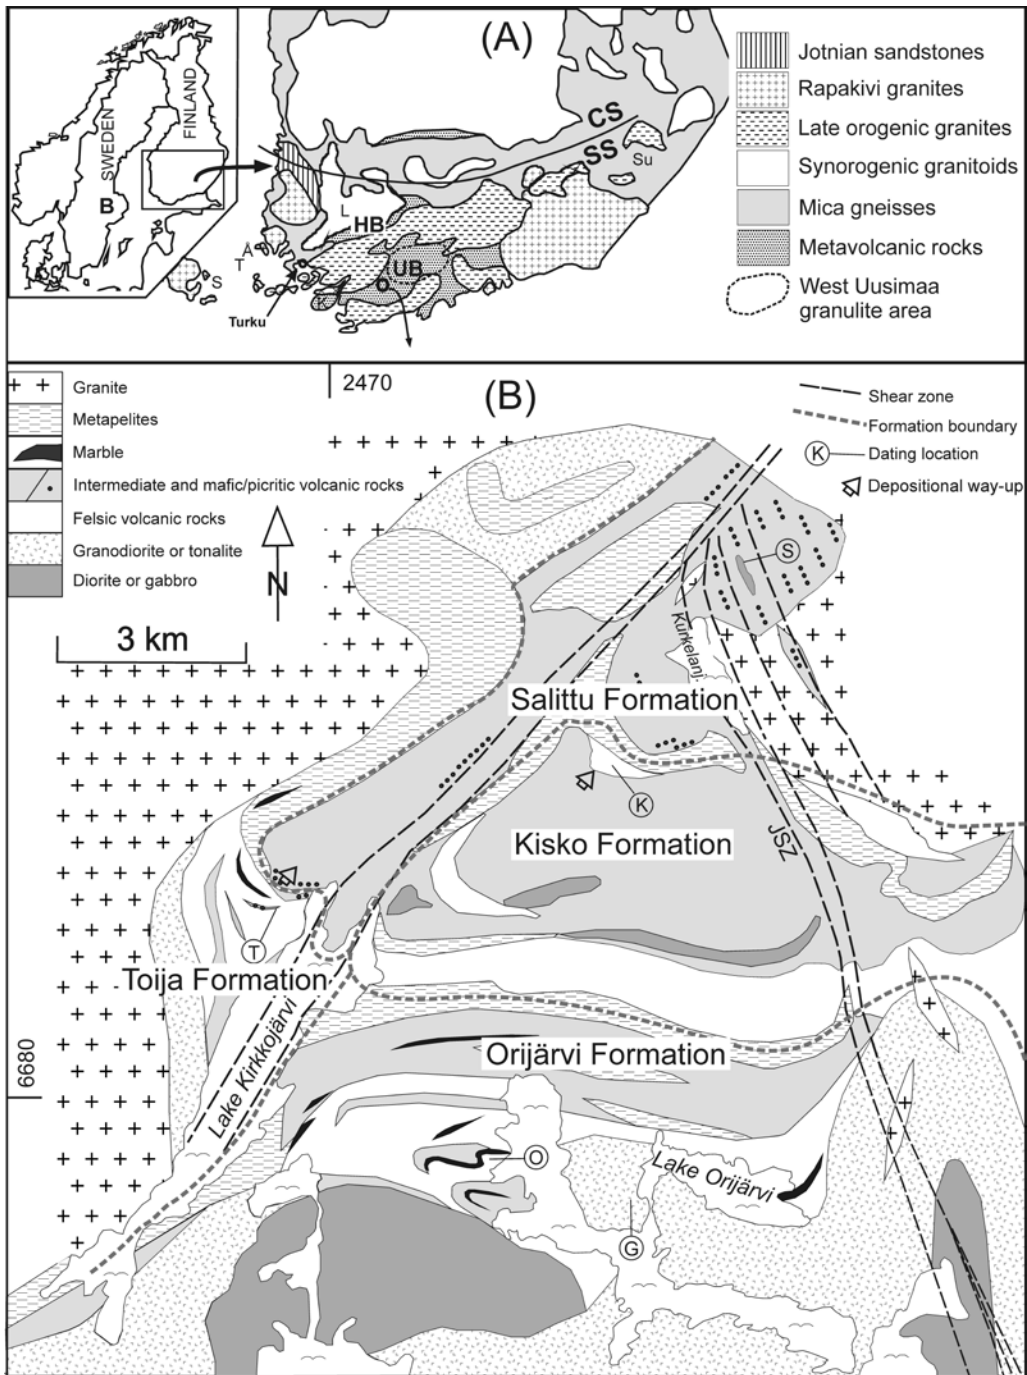 (A)
SWEDEN
FINLAND
B
CS
SS
Su
L
HB
Å
T
UB
S
K
Turku
Jotnian sandstones
Rapakivi granites
Late orogenic granites
Synorogenic granitoids
Mica gneisses
Metavolcanic rocks
West Uusimaa
granulite area
(B)
2470
Granite
Metapelites
Marble
Intermediate and mafic/picritic volcanic rocks
Felsic volcanic rocks
Granodiorite or tonalite
Diorite or gabbro
N
3 km
Shear zone
Formation boundary
K Dating location
Depositional way-up
S
Kurkelanj.
Salittu Formation
K
Kisko Formation
JSZ
T
Toija Formation
Lake Kirkkojärvi
6680
Orijärvi Formation
O
Lake Orijärvi
G